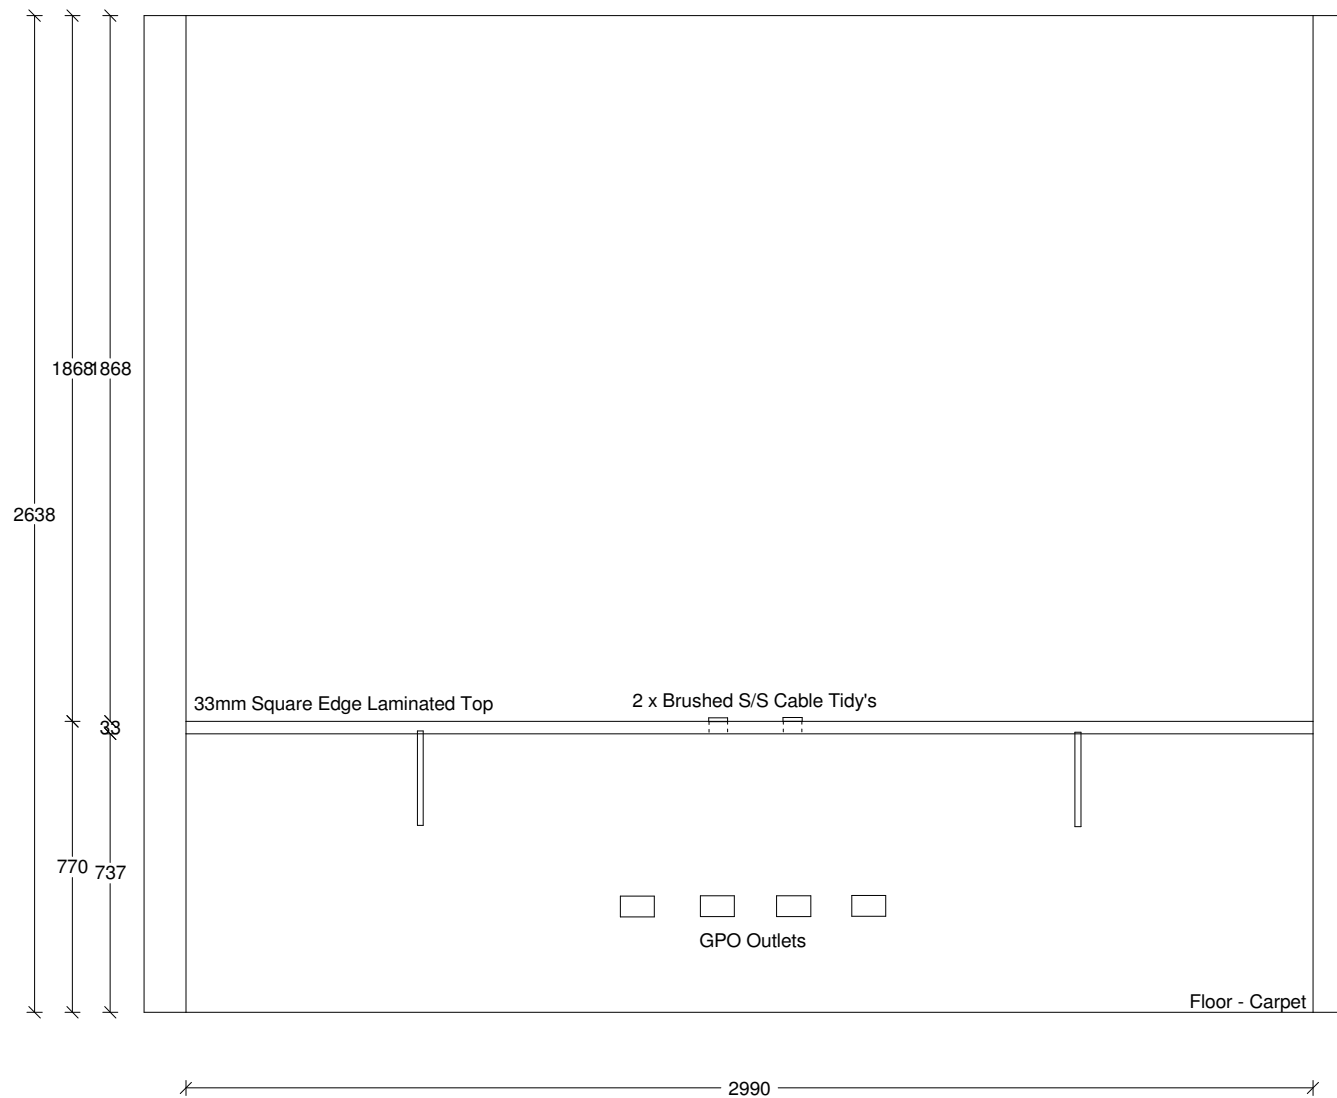 1868
1868
2638
33mm Square Edge Laminated Top
2 x Brushed S/S Cable Tidy's
33
770
737
GPO Outlets
Floor - Carpet
2990